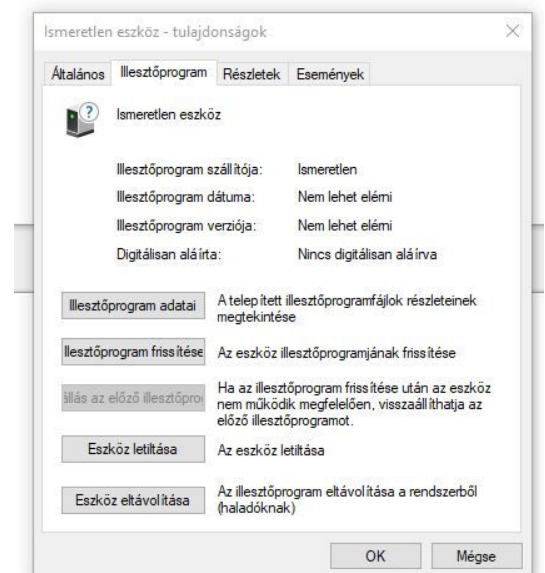 Ismeretlen eszköz - tulajdonságok
Általános Illesztőprogram Részletek Események
Ismeretlen eszköz
Illesztőprogram szállítója: Ismeretlen
Illesztőprogram dátuma: Nem lehet elérni
Illesztőprogram verziója: Nem lehet elérni
Digitálisan aláírta: Nincs digitálisan aláírva
Illesztőprogram adatai
A telepített illesztőprogramfájlok részleteinek
megtekintése
llesztőprogram frissítése
Az eszköz illesztőprogramjának frissítése
állás az előző illesztőpro
Ha az illesztőprogram frissítése után az eszköz
nem működik megfelelően, visszaállíthatja az
előző illesztőprogramot.
Eszköz letiltása
Az eszköz letiltása
Eszköz eltávolítása
Az illesztőprogram eltávolítása a rendszerből
(haladóknak)
OK Mégse